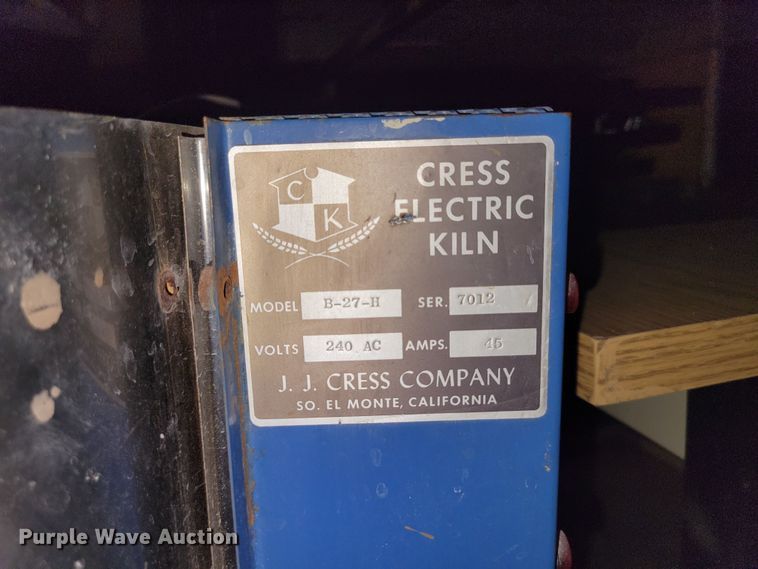 C
K
CRESS
ELECTRIC
KILN
MODEL B-27-H SER. 7012
VOLTS 240 AC AMPS. 45
J. J. CRESS COMPANY
SO. EL MONTE, CALIFORNIA
Purple Wave Auction